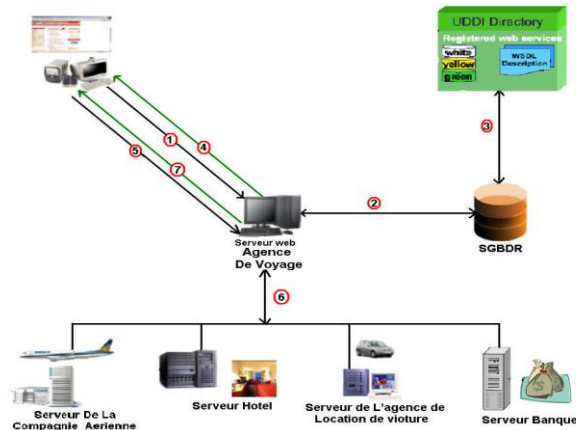 UDDI Directory
Registered web services
white
yellow
green
WSDL
Description
1
4
3
5
7
2
Serveur web
Agence
De Voyage
SGBDR
6
Serveur De La
Compagnie Aerienne
Serveur Hotel
Serveur de L'agence de
Location de vioture
Serveur Banque